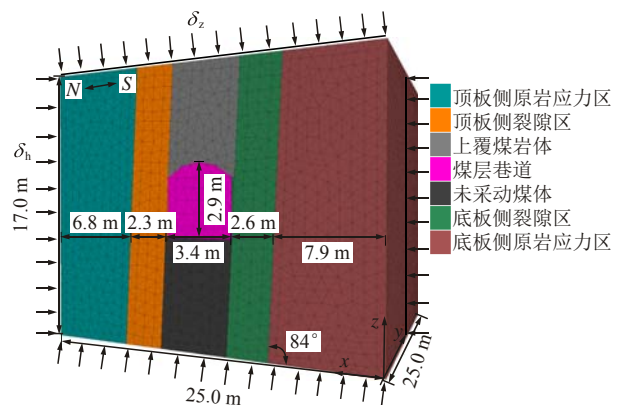 δz
N S
δh
17.0 m
6.8 m
2.3 m
2.9 m
3.4 m
2.6 m
7.9 m
84°
z
y
x
25.0 m
25.0 m
顶板侧原岩应力区
顶板侧裂隙区
上覆煤岩体
煤层巷道
未采动煤体
底板侧裂隙区
底板侧原岩应力区